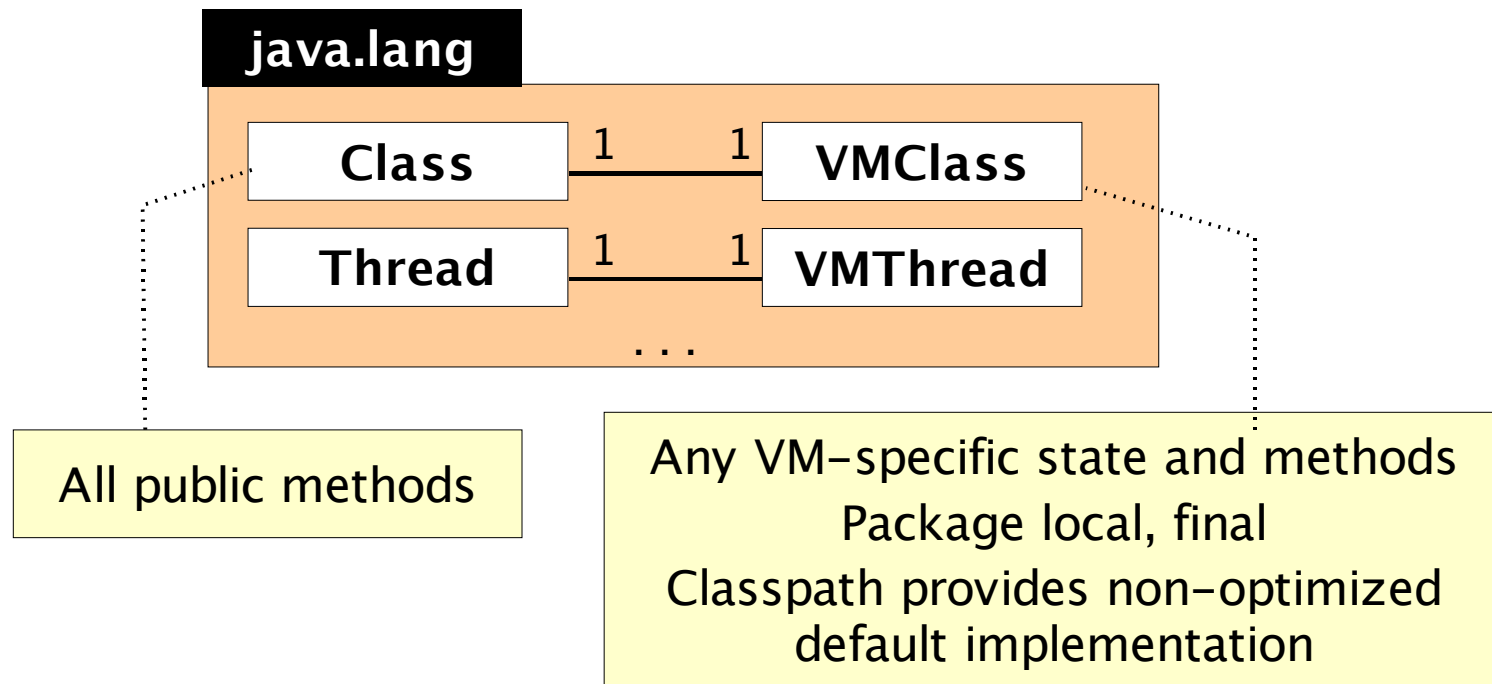 java.lang
Class 1 1 VMClass
Thread 1 1 VMThread
...
All public methods
Any VM–specific state and methods
Package local, final
Classpath provides non–optimized
default implementation